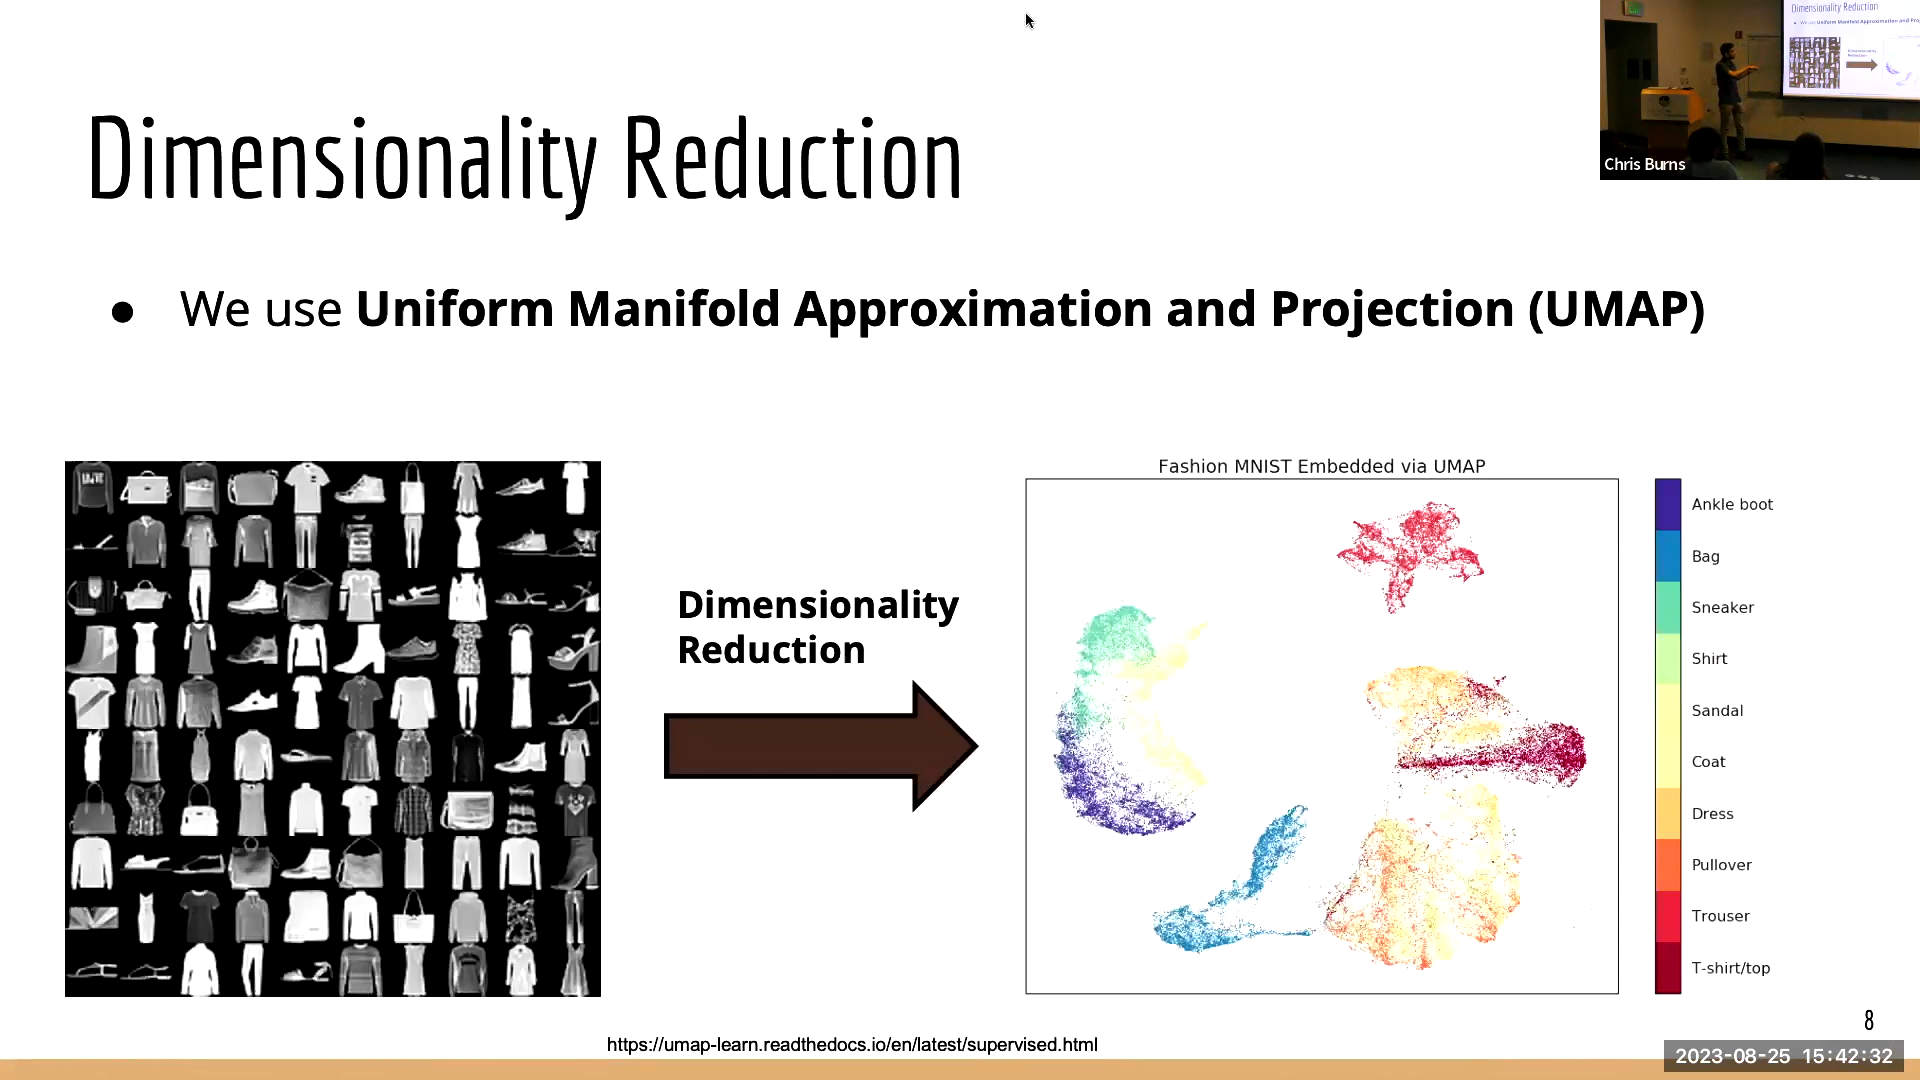 Dimensionality Reduction
● We use Uniform Manifold Approximation and Projection (UMAP)
Dimensionality
Reduction
Fashion MNIST Embedded via UMAP
Ankle boot
Bag
Sneaker
Shirt
Sandal
Coat
Dress
Pullover
Trouser
T-shirt/top
https://umap-learn.readthedocs.io/en/latest/supervised.html
8
2023-08-25 15:42:32
Dimensionality Reduction
Chris Burns